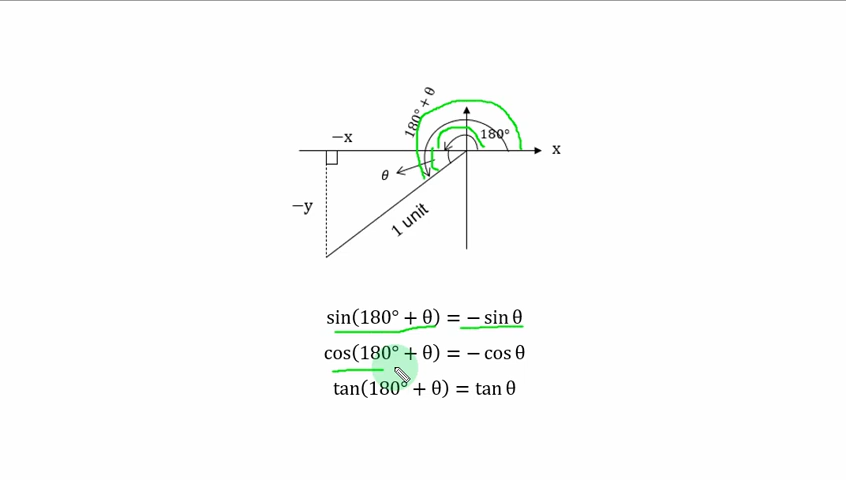 180° + θ
180°
−x
x
θ
−y
1 unit
sin(180° + θ) = − sin θ
cos(180° + θ) = − cos θ
tan(180° + θ) = tan θ